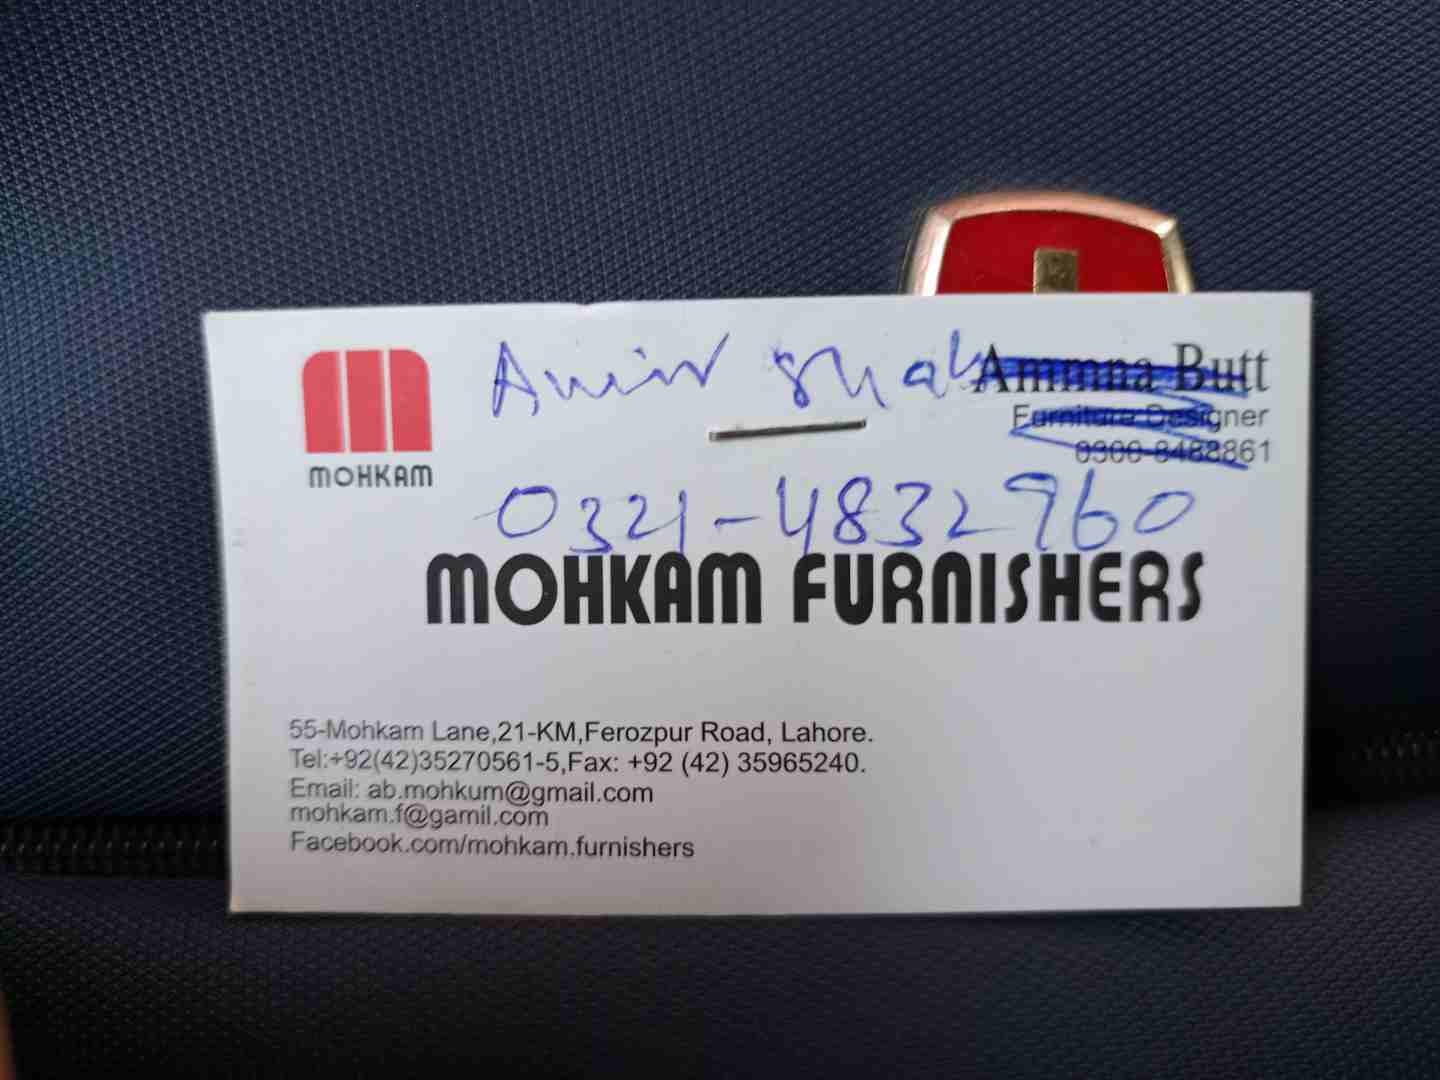 Amir Shah
Ammna Butt
Furniture Designer
0300-8488861
MOHKAM
0321-4832960
MOHKAM FURNISHERS
55-Mohkam Lane,21-KM,Ferozpur Road, Lahore.
Tel:+92(42)35270561-5,Fax: +92 (42) 35965240.
Email: ab.mohkum@gmail.com
mohkam.f@gamil.com
Facebook.com/mohkam.furnishers